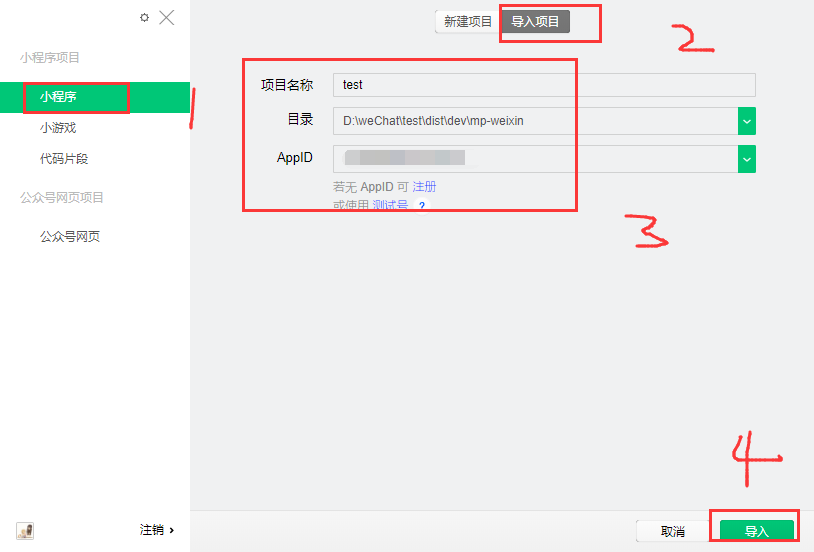 新建项目 导入项目
2
小程序项目
小程序
1
小游戏
代码片段
公众号网页项目
公众号网页
项目名称 test
目录 D:\weChat\test\dist\dev\mp-weixin
AppID
若无 AppID 可 注册
或使用 测试号 ?
3
4
注销 ›
取消 导入